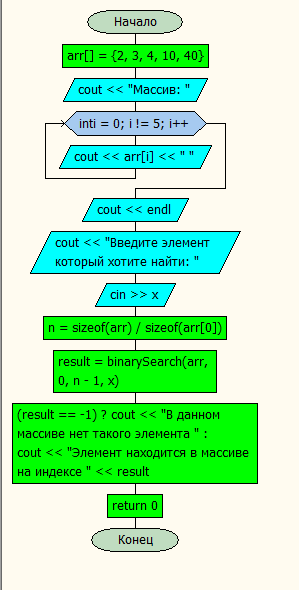 Начало
arr[] = {2, 3, 4, 10, 40}
cout << "Массив: "
inti = 0; i != 5; i++
cout << arr[i] << " "
cout << endl
cout << "Введите элемент
который хотите найти: "
cin >> x
n = sizeof(arr) / sizeof(arr[0])
result = binarySearch(arr,
0, n - 1, x)
(result == -1) ? cout << "В данном
массиве нет такого элемента " :
cout << "Элемент находится в массиве
на индексе " << result
return 0
Конец